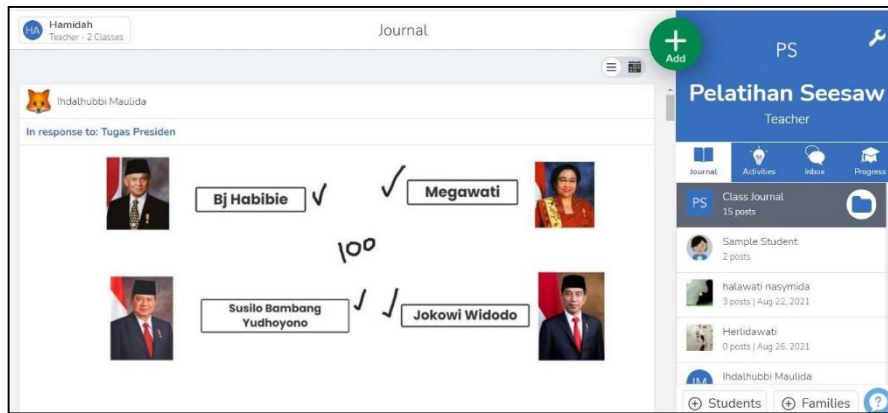 HA
Hamidah
Teacher - 2 Classes
Journal
Add
Ihdalhubbi Maulida
In response to: Tugas Presiden
Bj Habibie
Megawati
100
Susilo Bambang
Yudhoyono
Jokowi Widodo
PS
Pelatihan Seesaw
Teacher
Journal
Activities
Inbox
Progress
PS
Class Journal
15 posts
Sample Student
2 posts
halawati nasymida
3 posts | Aug 22, 2021
Herlidawati
0 posts | Aug 26, 2021
IM
Ihdalhubbi Maulida
Students
Families
?